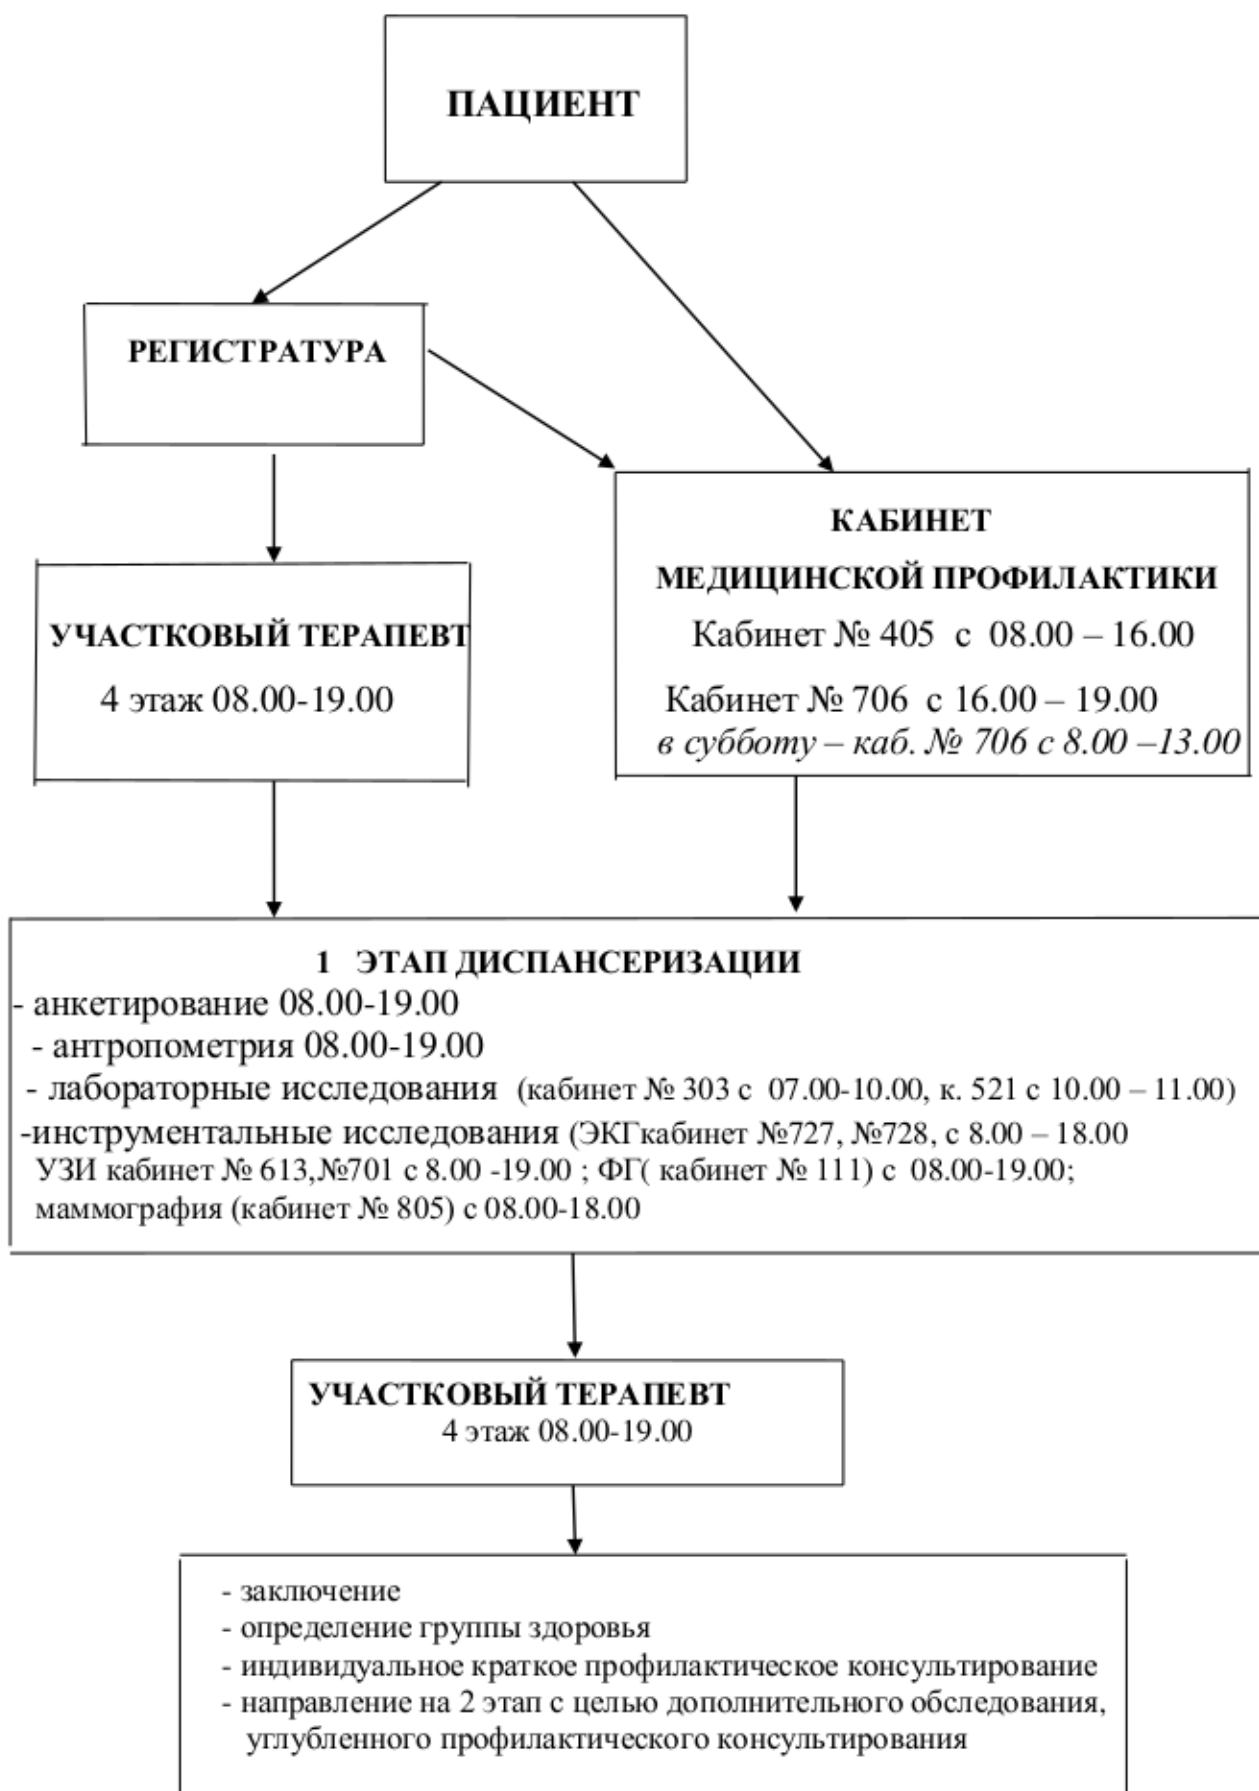 ПАЦИЕНТ
РЕГИСТРАТУРА
КАБИНЕТ
МЕДИЦИНСКОЙ ПРОФИЛАКТИКИ
Кабинет № 405 с 08.00 – 16.00
Кабинет № 706 с 16.00 – 19.00
в субботу – каб. № 706 с 8.00 –13.00
УЧАСТКОВЫЙ ТЕРАПЕВТ
4 этаж 08.00-19.00
1 ЭТАП ДИСПАНСЕРИЗАЦИИ
- анкетирование 08.00-19.00
- антропометрия 08.00-19.00
- лабораторные исследования (кабинет № 303 с 07.00-10.00, к. 521 с 10.00 – 11.00)
-инструментальные исследования (ЭКГкабинет №727, №728, с 8.00 – 18.00
УЗИ кабинет № 613,№701 с 8.00 -19.00 ; ФГ( кабинет № 111) с 08.00-19.00;
маммография (кабинет № 805) с 08.00-18.00
УЧАСТКОВЫЙ ТЕРАПЕВТ
4 этаж 08.00-19.00
- заключение
- определение группы здоровья
- индивидуальное краткое профилактическое консультирование
- направление на 2 этап с целью дополнительного обследования,
углубленного профилактического консультирования